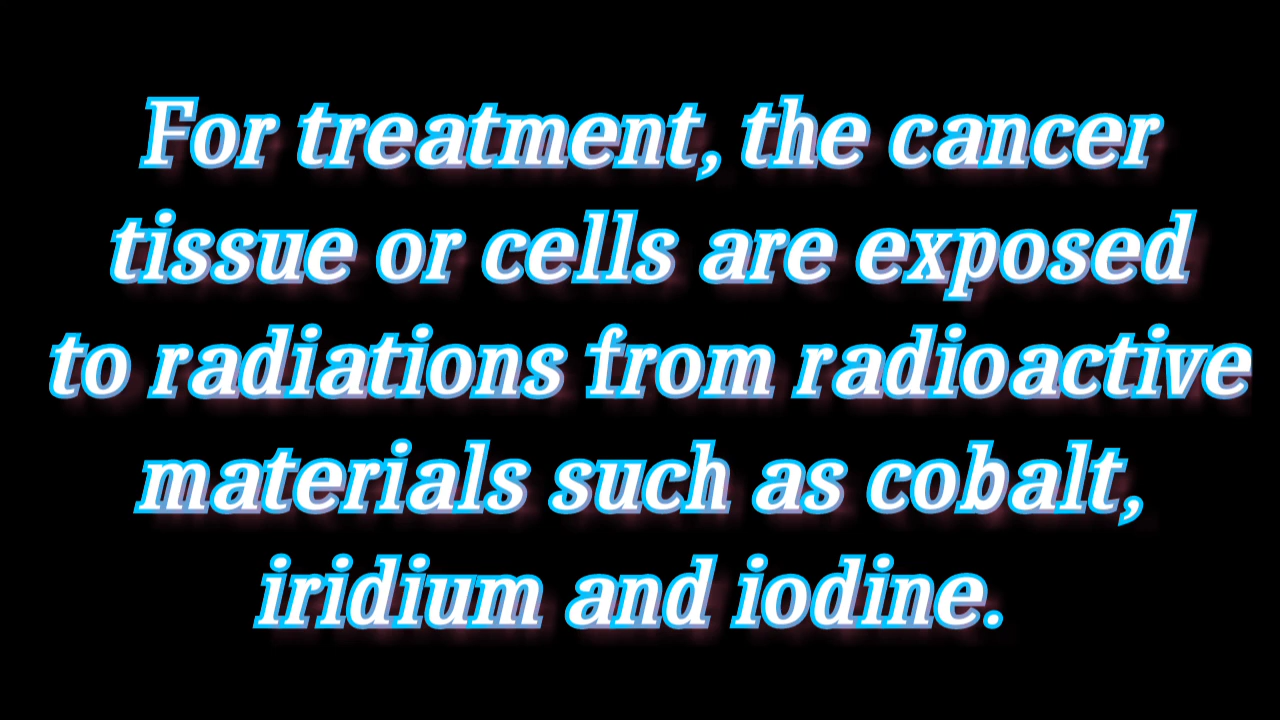 For treatment, the cancer
tissue or cells are exposed
to radiations from radioactive
materials such as cobalt,
iridium and iodine.